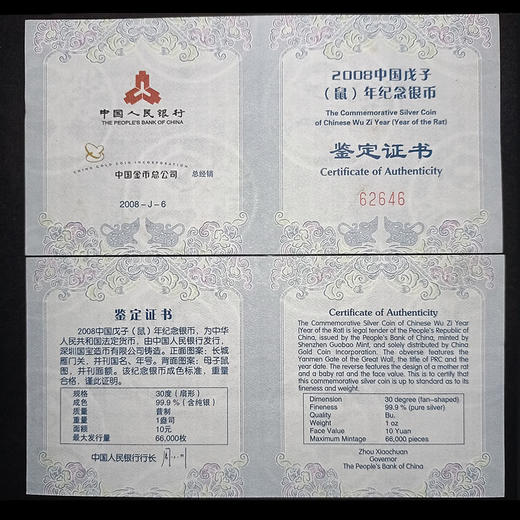 中国人民银行
THE PEOPLE'S BANK OF CHINA
CHINA GOLD COIN INCORPORATION
中国金币总公司 总经销
2008-J-6
2008中国戊子
（鼠）年纪念银币
The Commemorative Silver Coin
of Chinese Wu Zi Year (Year of the Rat)
鉴定证书
Certificate of Authenticity
62646
鉴定证书
2008中国戊子（鼠）年纪念银币，为中华
人民共和国法定货币，由中国人民银行发行，
深圳国宝造币有限公司铸造。正面图案：长城
雁门关，并刊国名、年号。背面图案：母子鼠
图，并刊面额。该纪念银币成色标准，重量
合格，谨此证明。
规格 30度（扇形）
成色 99.9％（含纯银）
质量 普制
重量 1盎司
面额 10元
最大发行量 66,000枚
中国人民银行行长
Certificate of Authenticity
The Commemorative Silver Coin of Chinese Wu Zi Year
(Year of the Rat) is legal tender of the People's Republic of
China, issued by the People's Bank of China, minted by
Shenzhen Guobao Mint, and solely distributed by China
Gold Coin Incorporation. The obverse features the
Yanmen Gate of the Great Wall, the title of PRC and the
year date. The reverse features the design of a mother rat
and a baby rat and the face value. This is to certify that
this commemorative silver coin is up to standard as to its
fineness and weight.
Dimension 30 degree (fan-shaped)
Fineness 99.9 % (pure silver)
Quality Bu.
Weight 1 oz
Face Value 10 Yuan
Maximum Mintage 66,000 pieces
Zhou Xiaochuan
Governor
The People's Bank of China